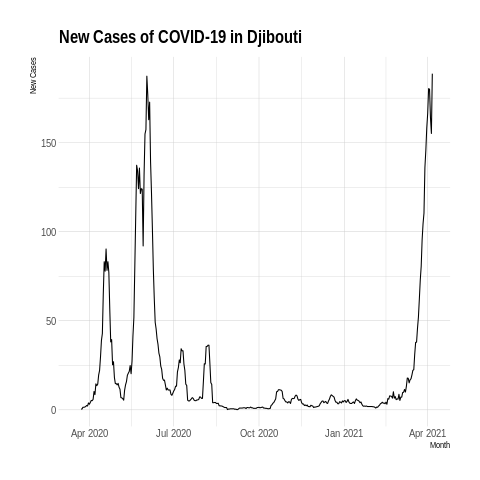 New Cases of COVID-19 in Djibouti
New Cases
150
100
50
0
Apr 2020 Jul 2020 Oct 2020 Jan 2021 Apr 2021
Month